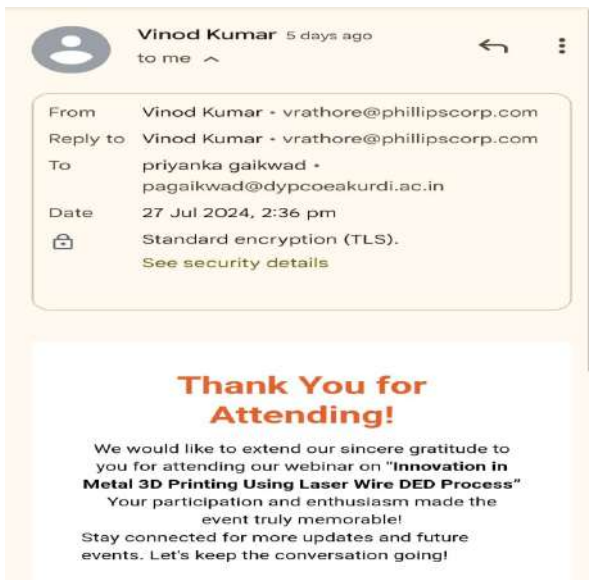 Vinod Kumar 5 days ago
to me
From Vinod Kumar • vrathore@phillipscorp.com
Reply to Vinod Kumar • vrathore@phillipscorp.com
To priyanka gaikwad •
pagaikwad@dypcoeakurdi.ac.in
Date 27 Jul 2024, 2:36 pm
Standard encryption (TLS).
See security details
Thank You for
Attending!
We would like to extend our sincere gratitude to
you for attending our webinar on "Innovation in
Metal 3D Printing Using Laser Wire DED Process"
Your participation and enthusiasm made the
event truly memorable!
Stay connected for more updates and future
events. Let's keep the conversation going!